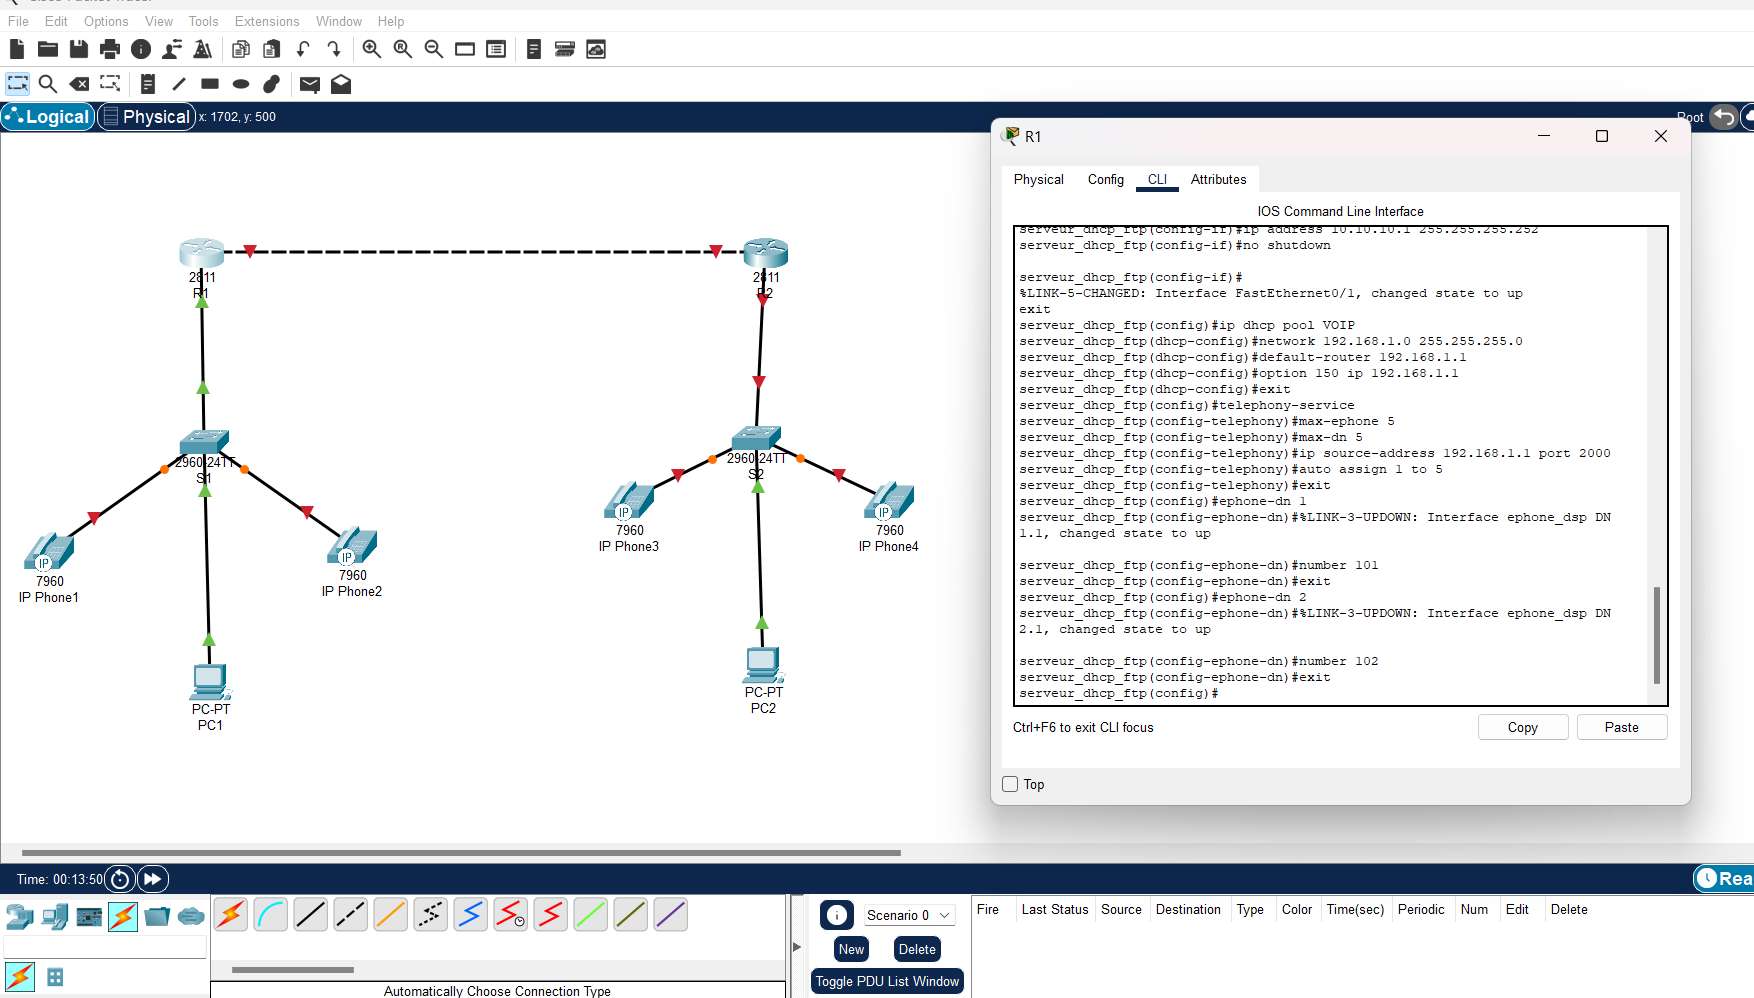 File Edit Options View Tools Extensions Window Help
Logical Physical x: 1702, y: 500
Root
R1
Physical Config CLI Attributes
IOS Command Line Interface
serveur_dhcp_ftp(config-if)#ip address 10.10.10.1 255.255.255.252
serveur_dhcp_ftp(config-if)#no shutdown
serveur_dhcp_ftp(config-if)#
%LINK-5-CHANGED: Interface FastEthernet0/1, changed state to up
exit
serveur_dhcp_ftp(config)#ip dhcp pool VOIP
serveur_dhcp_ftp(dhcp-config)#network 192.168.1.0 255.255.255.0
serveur_dhcp_ftp(dhcp-config)#default-router 192.168.1.1
serveur_dhcp_ftp(dhcp-config)#option 150 ip 192.168.1.1
serveur_dhcp_ftp(dhcp-config)#exit
serveur_dhcp_ftp(config)#telephony-service
serveur_dhcp_ftp(config-telephony)#max-ephone 5
serveur_dhcp_ftp(config-telephony)#max-dn 5
serveur_dhcp_ftp(config-telephony)#ip source-address 192.168.1.1 port 2000
serveur_dhcp_ftp(config-telephony)#auto assign 1 to 5
serveur_dhcp_ftp(config-telephony)#exit
serveur_dhcp_ftp(config)#ephone-dn 1
serveur_dhcp_ftp(config-ephone-dn)#%LINK-3-UPDOWN: Interface ephone_dsp DN
1.1, changed state to up
serveur_dhcp_ftp(config-ephone-dn)#number 101
serveur_dhcp_ftp(config-ephone-dn)#exit
serveur_dhcp_ftp(config)#ephone-dn 2
serveur_dhcp_ftp(config-ephone-dn)#%LINK-3-UPDOWN: Interface ephone_dsp DN
2.1, changed state to up
serveur_dhcp_ftp(config-ephone-dn)#number 102
serveur_dhcp_ftp(config-ephone-dn)#exit
serveur_dhcp_ftp(config)#
Ctrl+F6 to exit CLI focus
Copy Paste
Top
2811
R1
2811
R2
2960-24TT
S1
2960-24TT
S2
IP
7960
IP Phone1
IP
7960
IP Phone2
IP
7960
IP Phone3
IP
7960
IP Phone4
PC-PT
PC1
PC-PT
PC2
Time: 00:13:50
Rea
Scenario 0
New Delete
Toggle PDU List Window
Fire Last Status Source Destination Type Color Time(sec) Periodic Num Edit Delete
Automatically Choose Connection Type